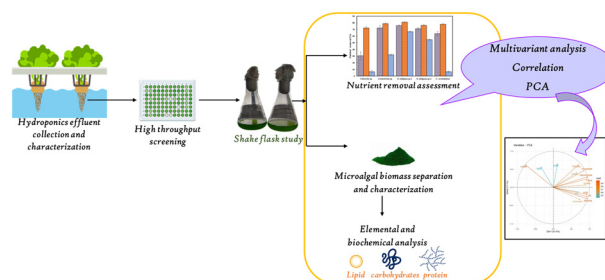 Hydroponics effluent
collection and
characterization
High throughput
screening
Shake flask study
Nutrient removal assessment
Microalgal biomass separation
and characterization
Elemental and
biochemical analysis
Lipid carbohydrates protein
Multivariant analysis
Correlation
PCA